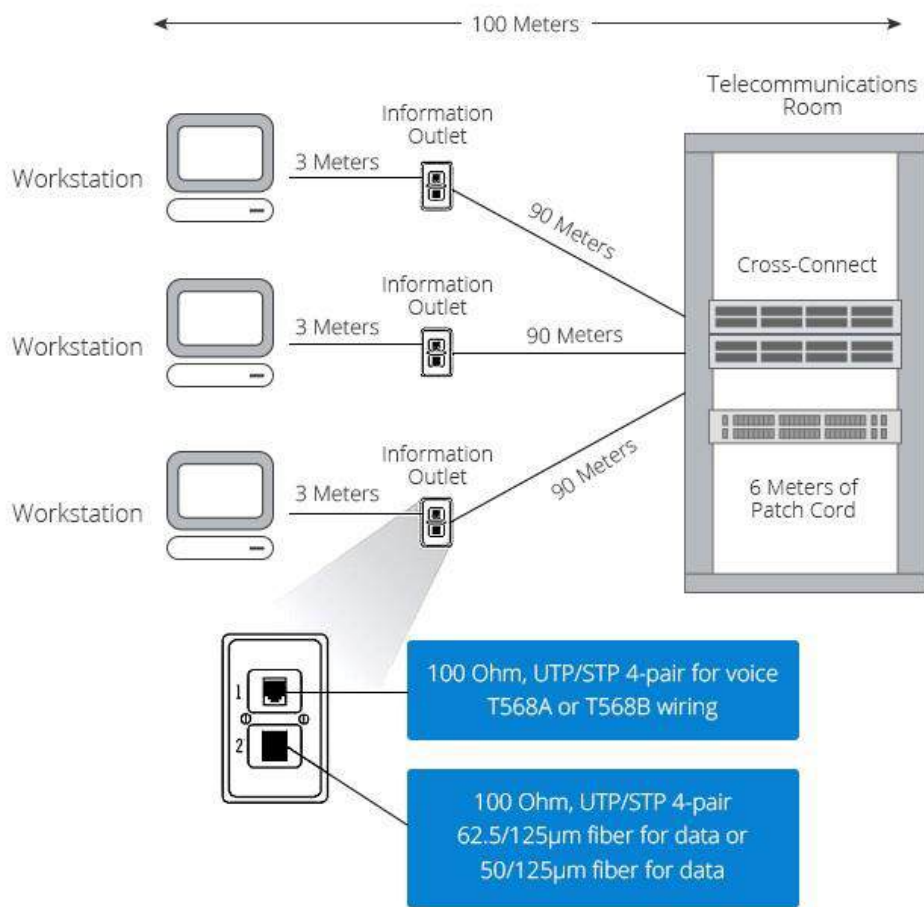 100 Meters
Telecommunications
Room
Information
Outlet
3 Meters
Workstation
90 Meters
Cross-Connect
Information
Outlet
3 Meters
Workstation
90 Meters
Information
Outlet
3 Meters
Workstation
90 Meters
6 Meters of
Patch Cord
1
2
100 Ohm, UTP/STP 4-pair for voice
T568A or T568B wiring
100 Ohm, UTP/STP 4-pair
62.5/125μm fiber for data or
50/125μm fiber for data